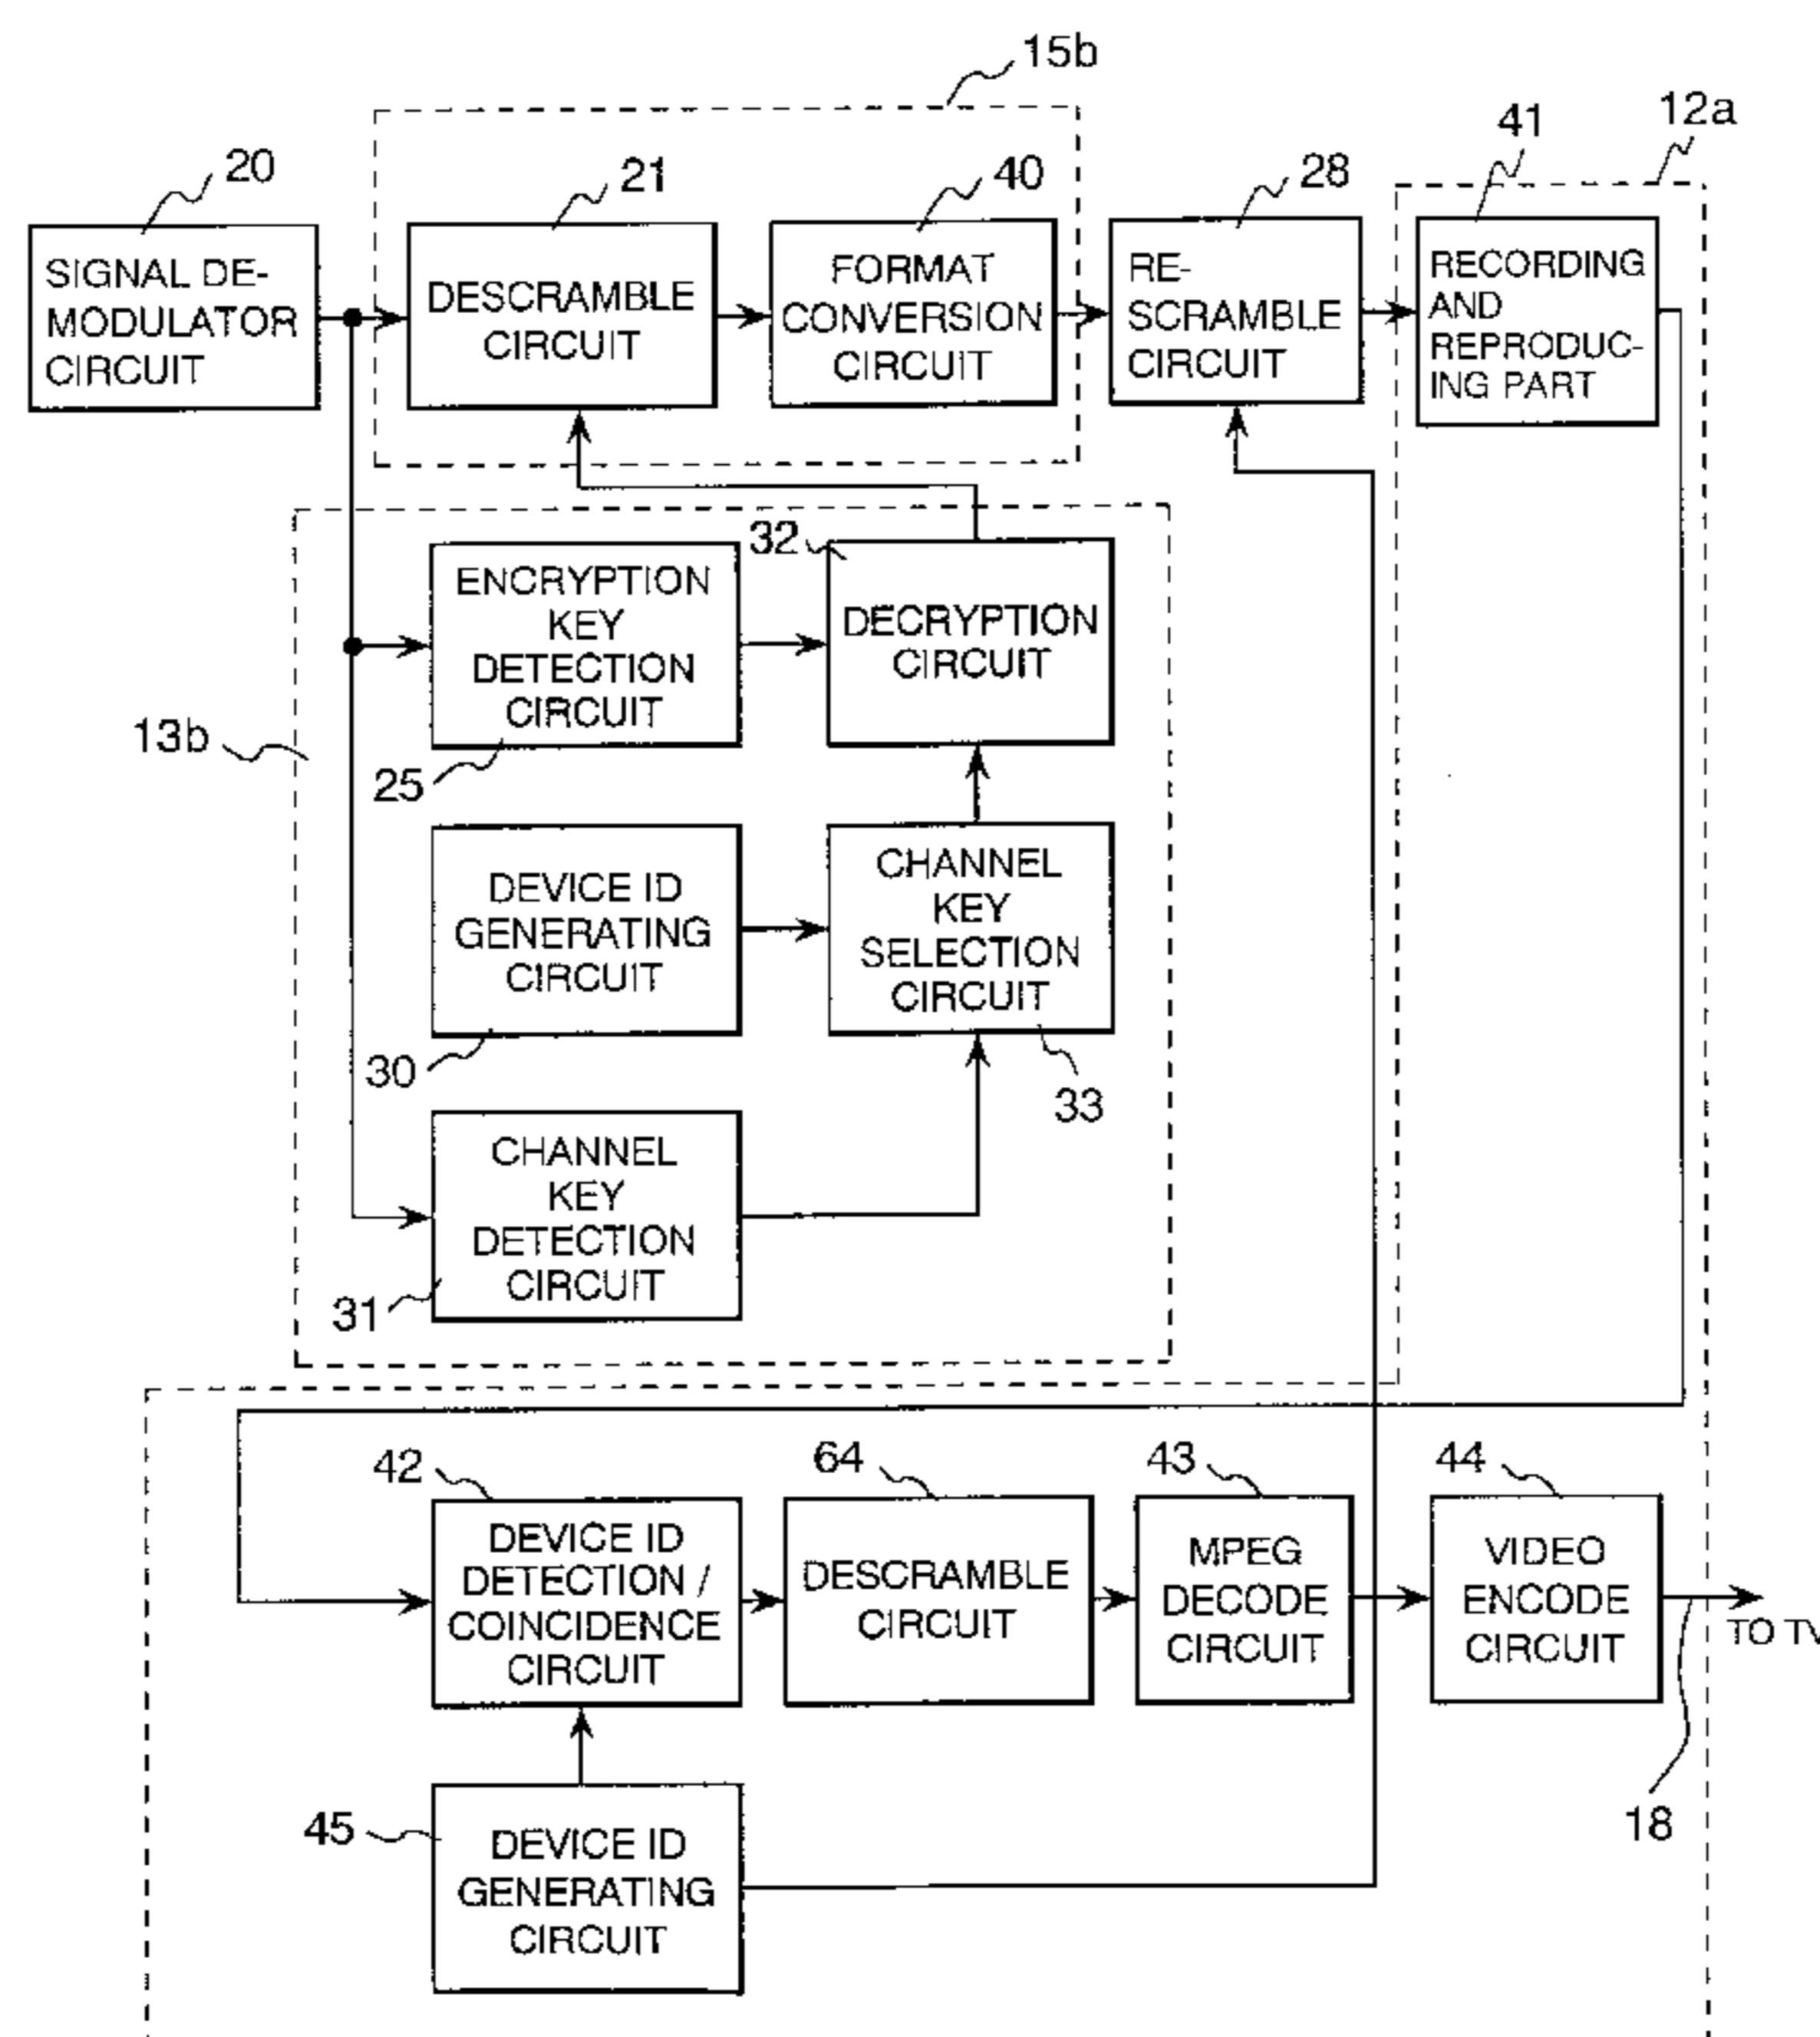 15b
12a
41
20
21
40
28
SIGNAL DE-
MODULATOR
CIRCUIT
DESCRAMBLE
CIRCUIT
FORMAT
CONVERSION
CIRCUIT
RE-
SCRAMBLE
CIRCUIT
RECORDING
AND
REPRODUC-
ING PART
32
ENCRYPTION
KEY
DETECTION
CIRCUIT
DECRYPTION
CIRCUIT
13b
25
DEVICE ID
GENERATING
CIRCUIT
CHANNEL
KEY
SELECTION
CIRCUIT
30
33
CHANNEL
KEY
DETECTION
CIRCUIT
31
42
64
43
44
DEVICE ID
DETECTION /
COINCIDENCE
CIRCUIT
DESCRAMBLE
CIRCUIT
MPEG
DECODE
CIRCUIT
VIDEO
ENCODE
CIRCUIT
TO TV
18
45
DEVICE ID
GENERATING
CIRCUIT